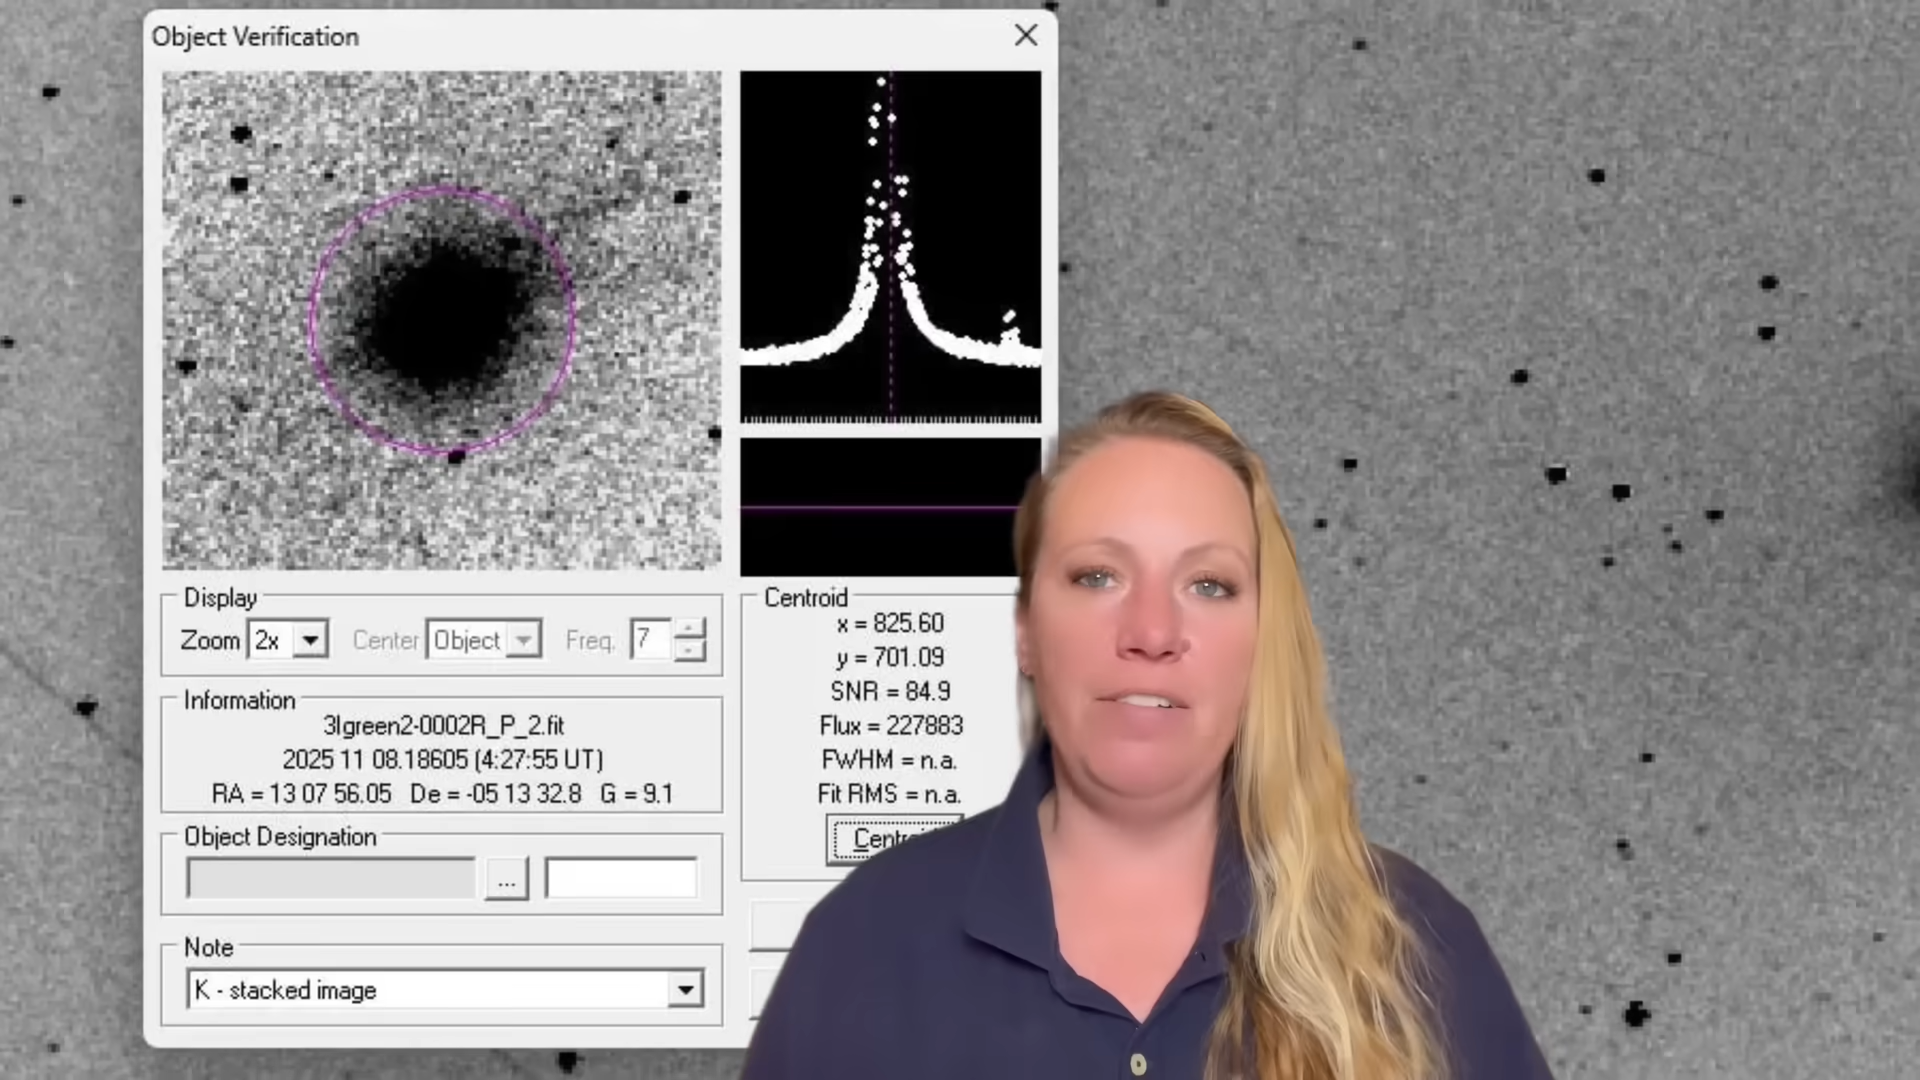 Object Verification
Display
Zoom 2x Center Object Freq. 7
Information
3Igreen2-0002R_P_2.fit
2025 11 08.18605 (4:27:55 UT)
RA = 13 07 56.05 De = -05 13 32.8 G = 9.1
Object Designation
...
Note
K - stacked image
Centroid
x = 825.60
y = 701.09
SNR = 84.9
Flux = 227883
FWHM = n.a.
Fit RMS = n.a.